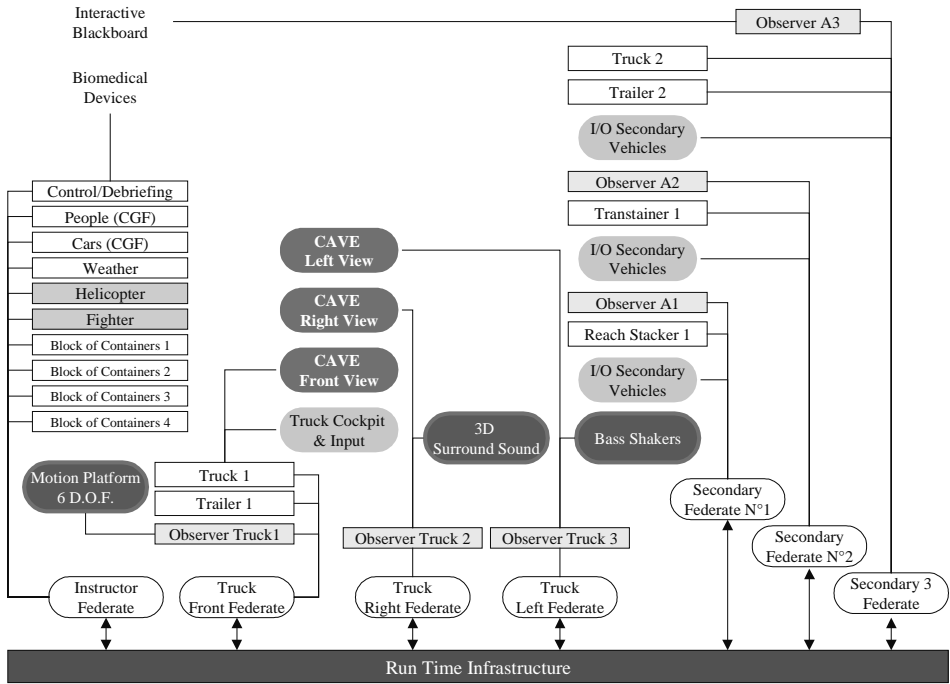 Interactive
Blackboard
Observer A3
Truck 2
Trailer 2
I/O Secondary
Vehicles
Biomedical
Devices
Control/Debriefing
People (CGF)
Cars (CGF)
Weather
Helicopter
Fighter
Block of Containers 1
Block of Containers 2
Block of Containers 3
Block of Containers 4
CAVE
Left View
CAVE
Right View
CAVE
Front View
Truck Cockpit
& Input
3D
Surround Sound
Bass Shakers
Observer A2
Transtainer 1
I/O Secondary
Vehicles
Observer A1
Reach Stacker 1
I/O Secondary
Vehicles
Motion Platform
6 D.O.F.
Truck 1
Trailer 1
Observer Truck1
Observer Truck 2
Observer Truck 3
Instructor
Federate
Truck
Front Federate
Truck
Right Federate
Truck
Left Federate
Secondary
Federate N°1
Secondary
Federate N°2
Secondary 3
Federate
Run Time Infrastructure